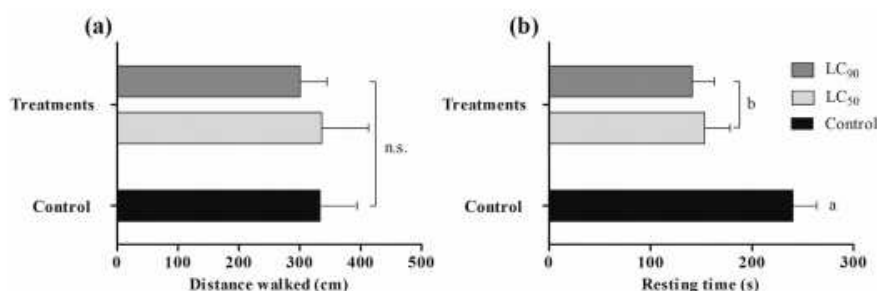 (a)
Treatments
Control
n.s.
0 100 200 300 400 500
Distance walked (cm)
(b)
Treatments
b
Control
a
0 100 200 300
Resting time (s)
LC90
LC50
Control